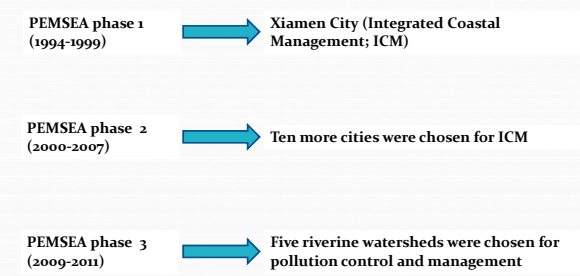 PEMSEA phase 1
(1994-1999)
Xiamen City (Integrated Coastal
Management; ICM)
PEMSEA phase 2
(2000-2007)
Ten more cities were chosen for ICM
PEMSEA phase 3
(2009-2011)
Five riverine watersheds were chosen for
pollution control and management